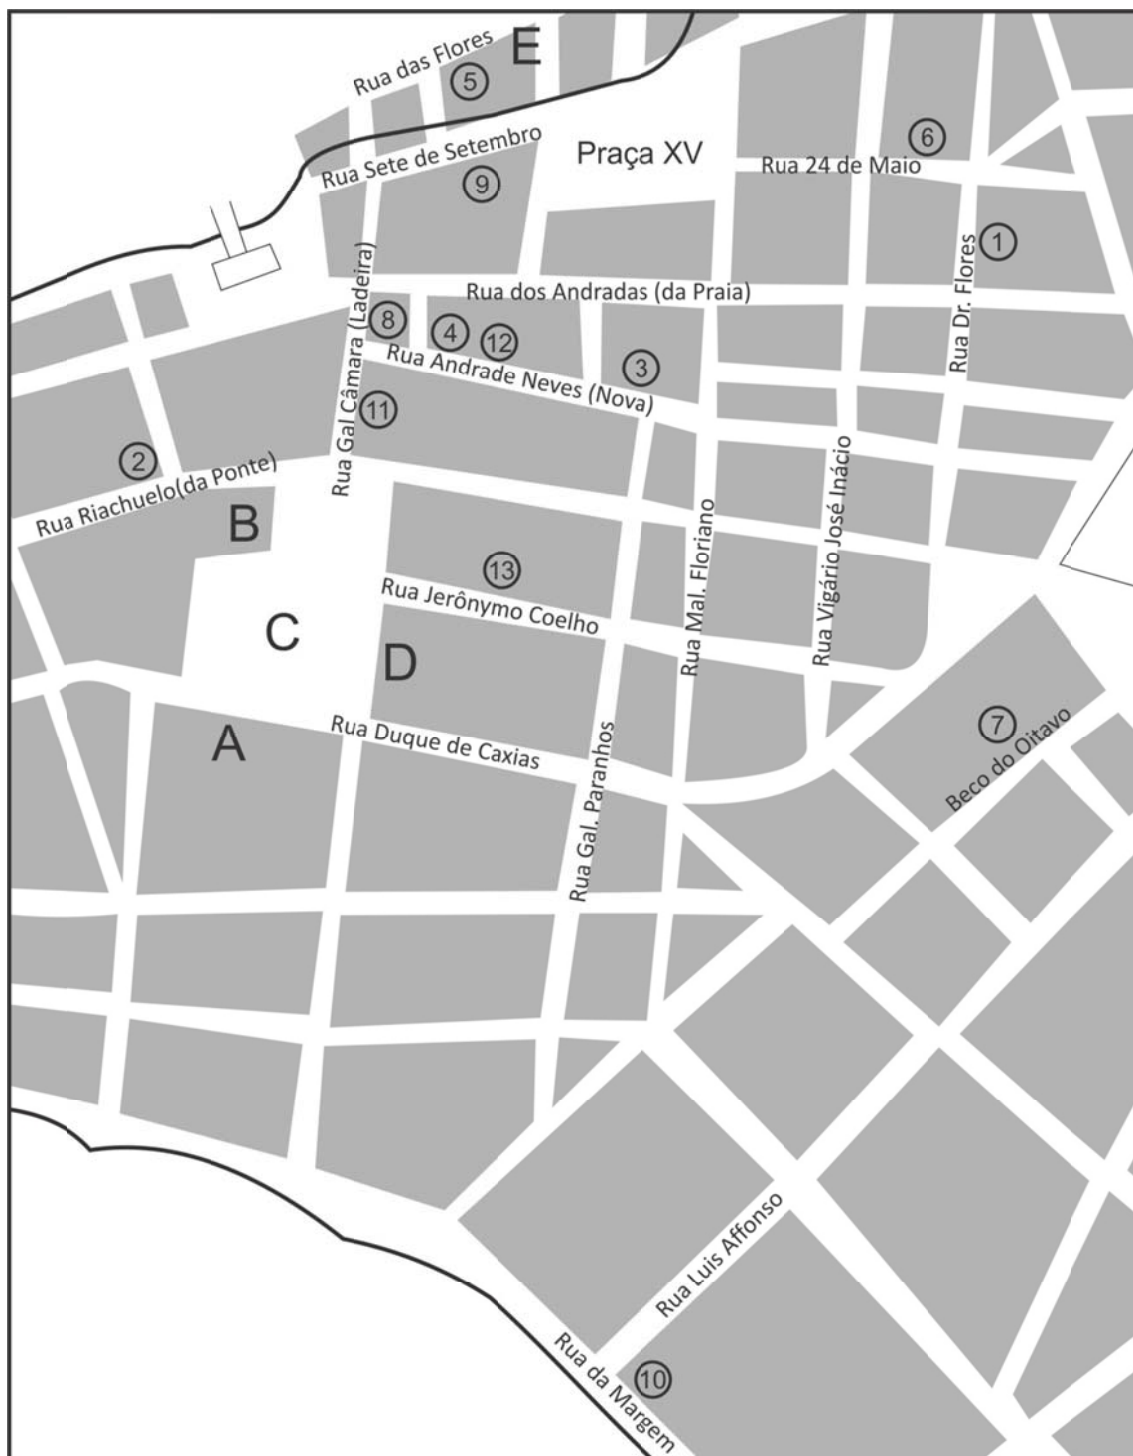 E
Rua das Flores
5
6
Rua Sete de Setembro
Praça XV
Rua 24 de Maio
9
1
Rua Gal Câmara (Ladeira)
Rua dos Andradas (da Praia)
Rua Dr. Flores
8
4
12
3
Rua Andrade Neves (Nova)
11
2
Rua Riachuelo(da Ponte)
B
13
Rua Mal. Floriano
Rua Vigário José Inácio
Rua Jerônymo Coelho
C
D
A
Rua Duque de Caxias
7
Beco do Oitavo
Rua Gal. Paranhos
Rua Luis Affonso
Rua da Margem
10